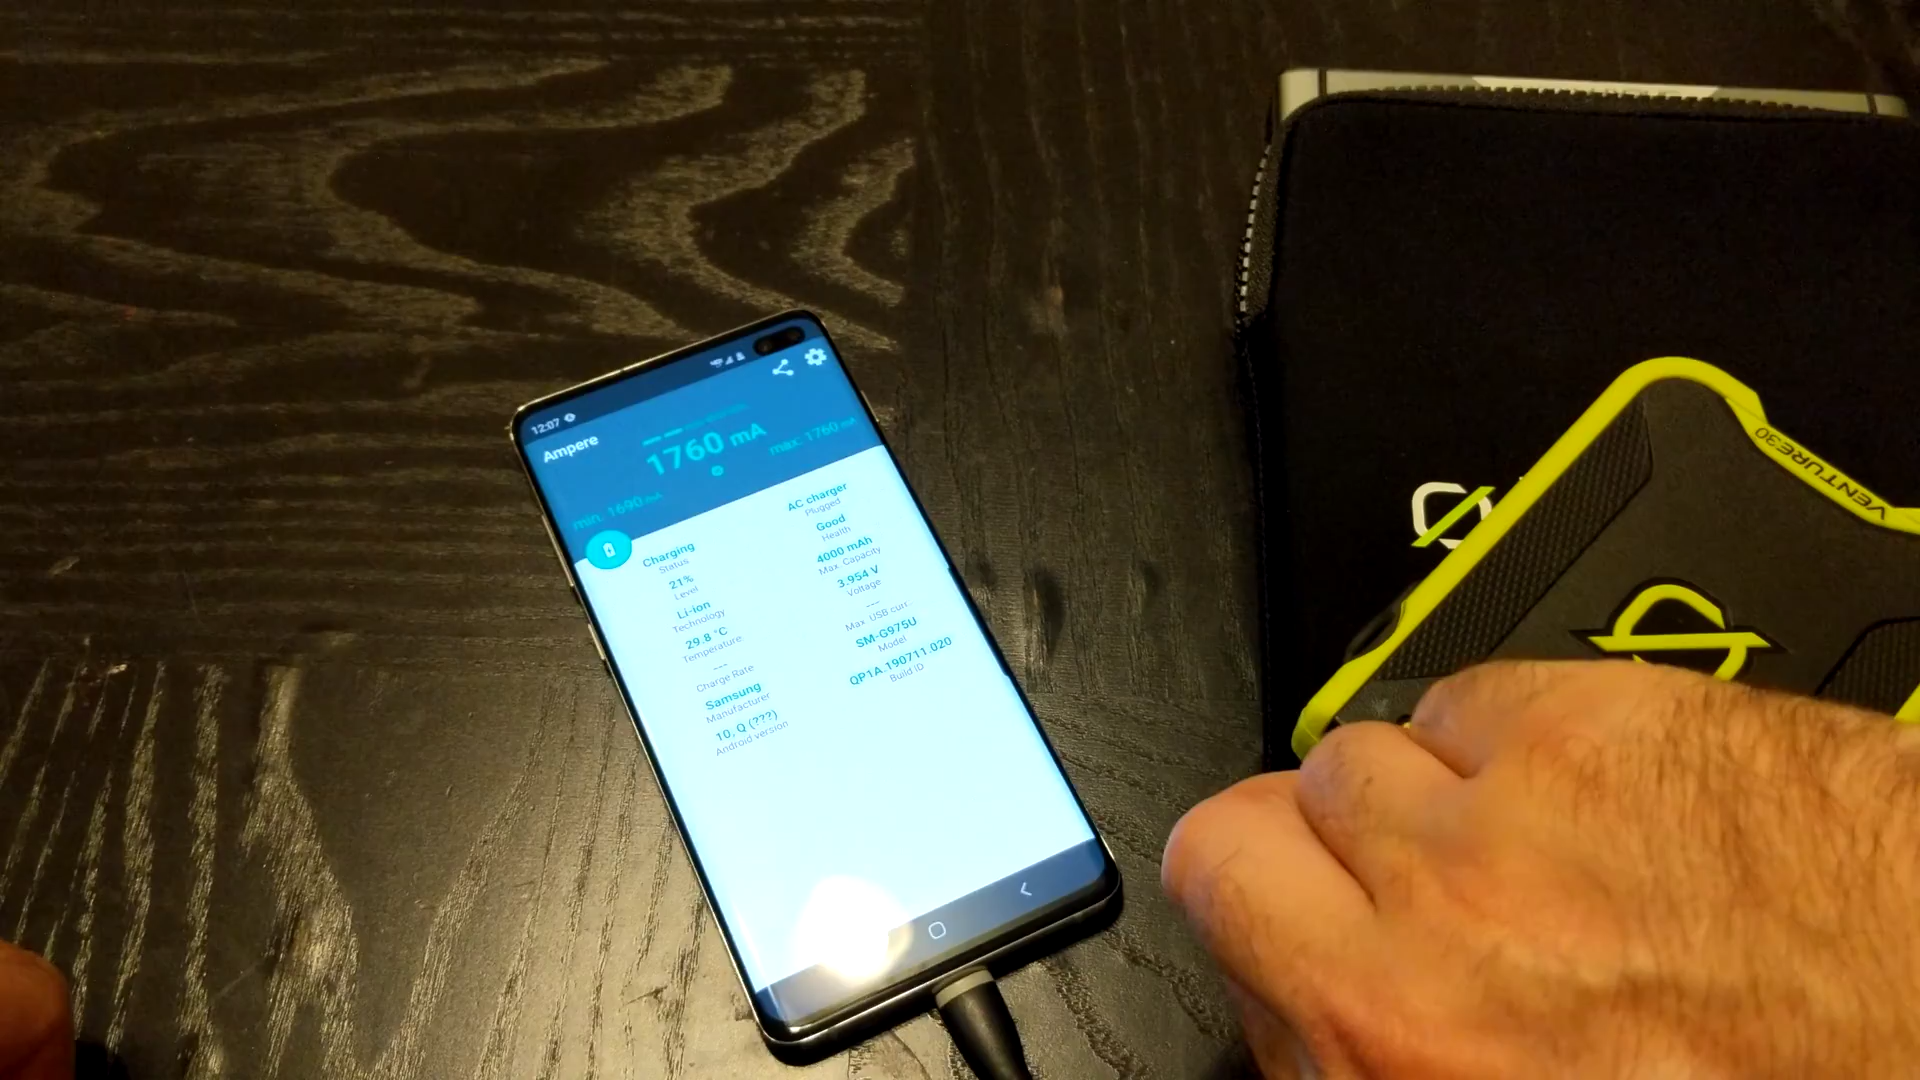 12:07
Ampere
1760 mA
min: 1690 mA
max: 1760 mA
Charging
Status
21%
Level
Li-ion
Technology
29.8 °C
Temperature
---
Charge Rate
Samsung
Manufacturer
10, Q (???)
Android version
AC charger
Plugged
Good
Health
4000 mAh
Max. Capacity
3.954 V
Voltage
---
Max. USB curr.
SM-G975U
Model
QP1A.190711.020
Build ID
VENTURE30